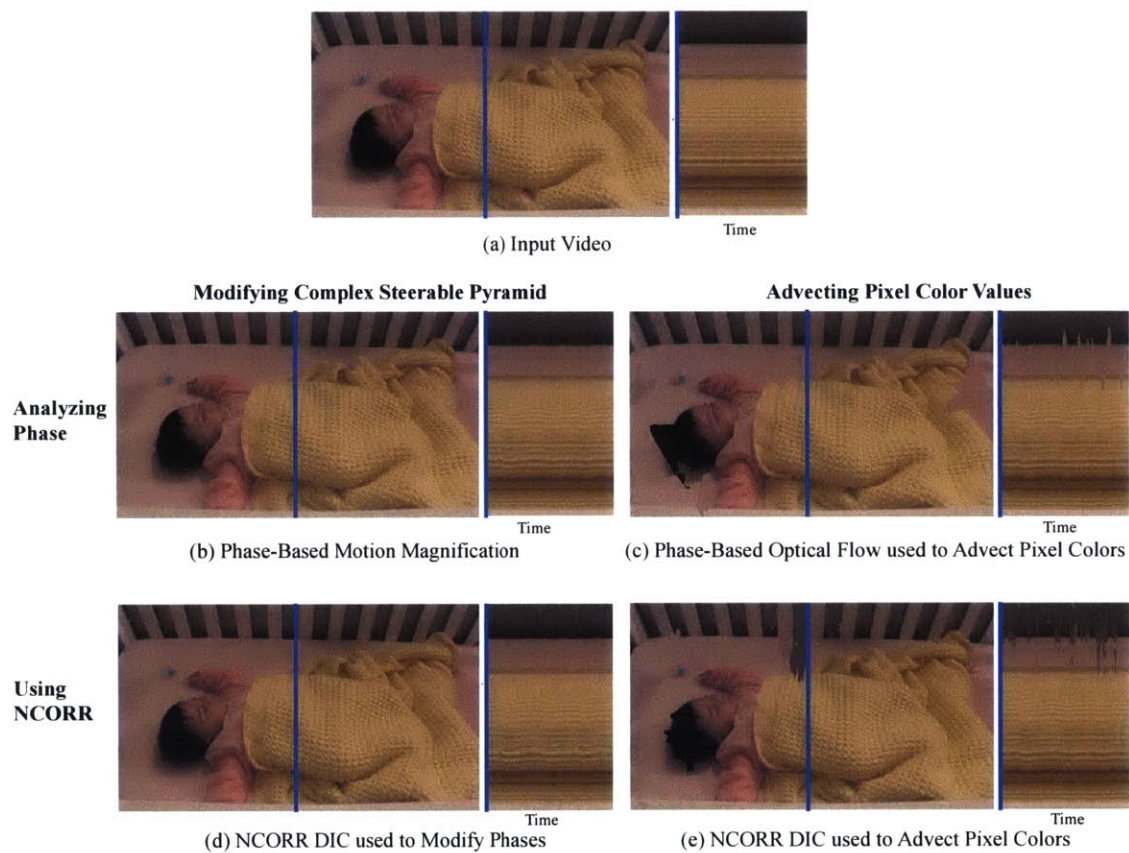 Time
(a) Input Video
Modifying Complex Steerable Pyramid
Advecting Pixel Color Values
Analyzing
Phase
Time
Time
(b) Phase-Based Motion Magnification
(c) Phase-Based Optical Flow used to Advect Pixel Colors
Using
NCORR
Time
Time
(d) NCORR DIC used to Modify Phases
(e) NCORR DIC used to Advect Pixel Colors